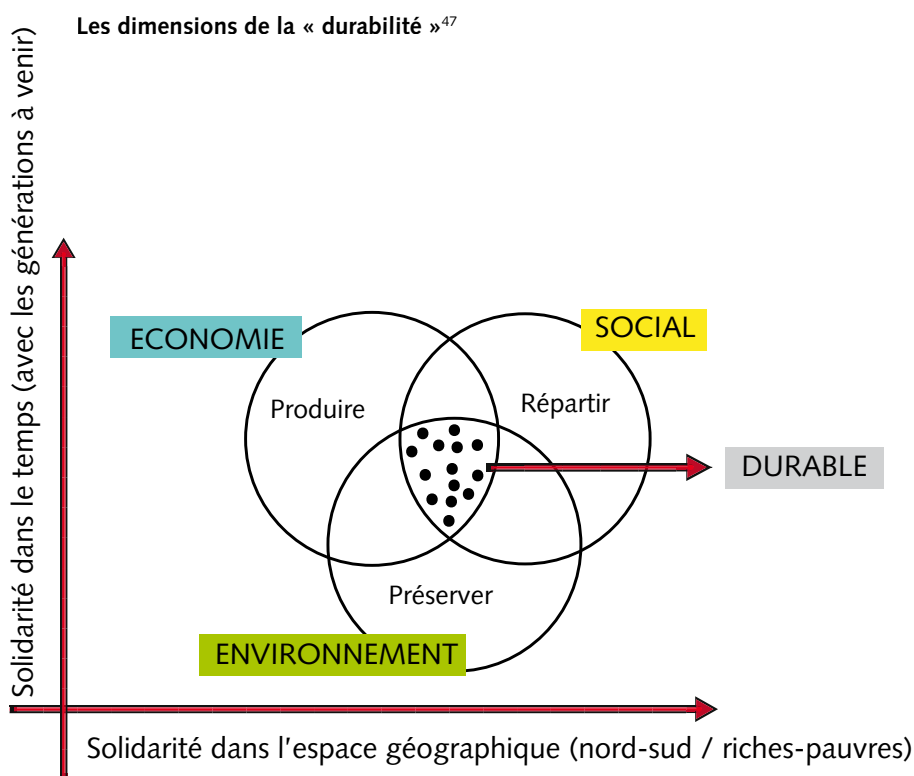 Les dimensions de la « durabilité »47
Solidarité dans le temps (avec les générations à venir)
ECONOMIE
SOCIAL
Produire
Répartir
DURABLE
Préserver
ENVIRONNEMENT
Solidarité dans l'espace géographique (nord-sud / riches-pauvres)